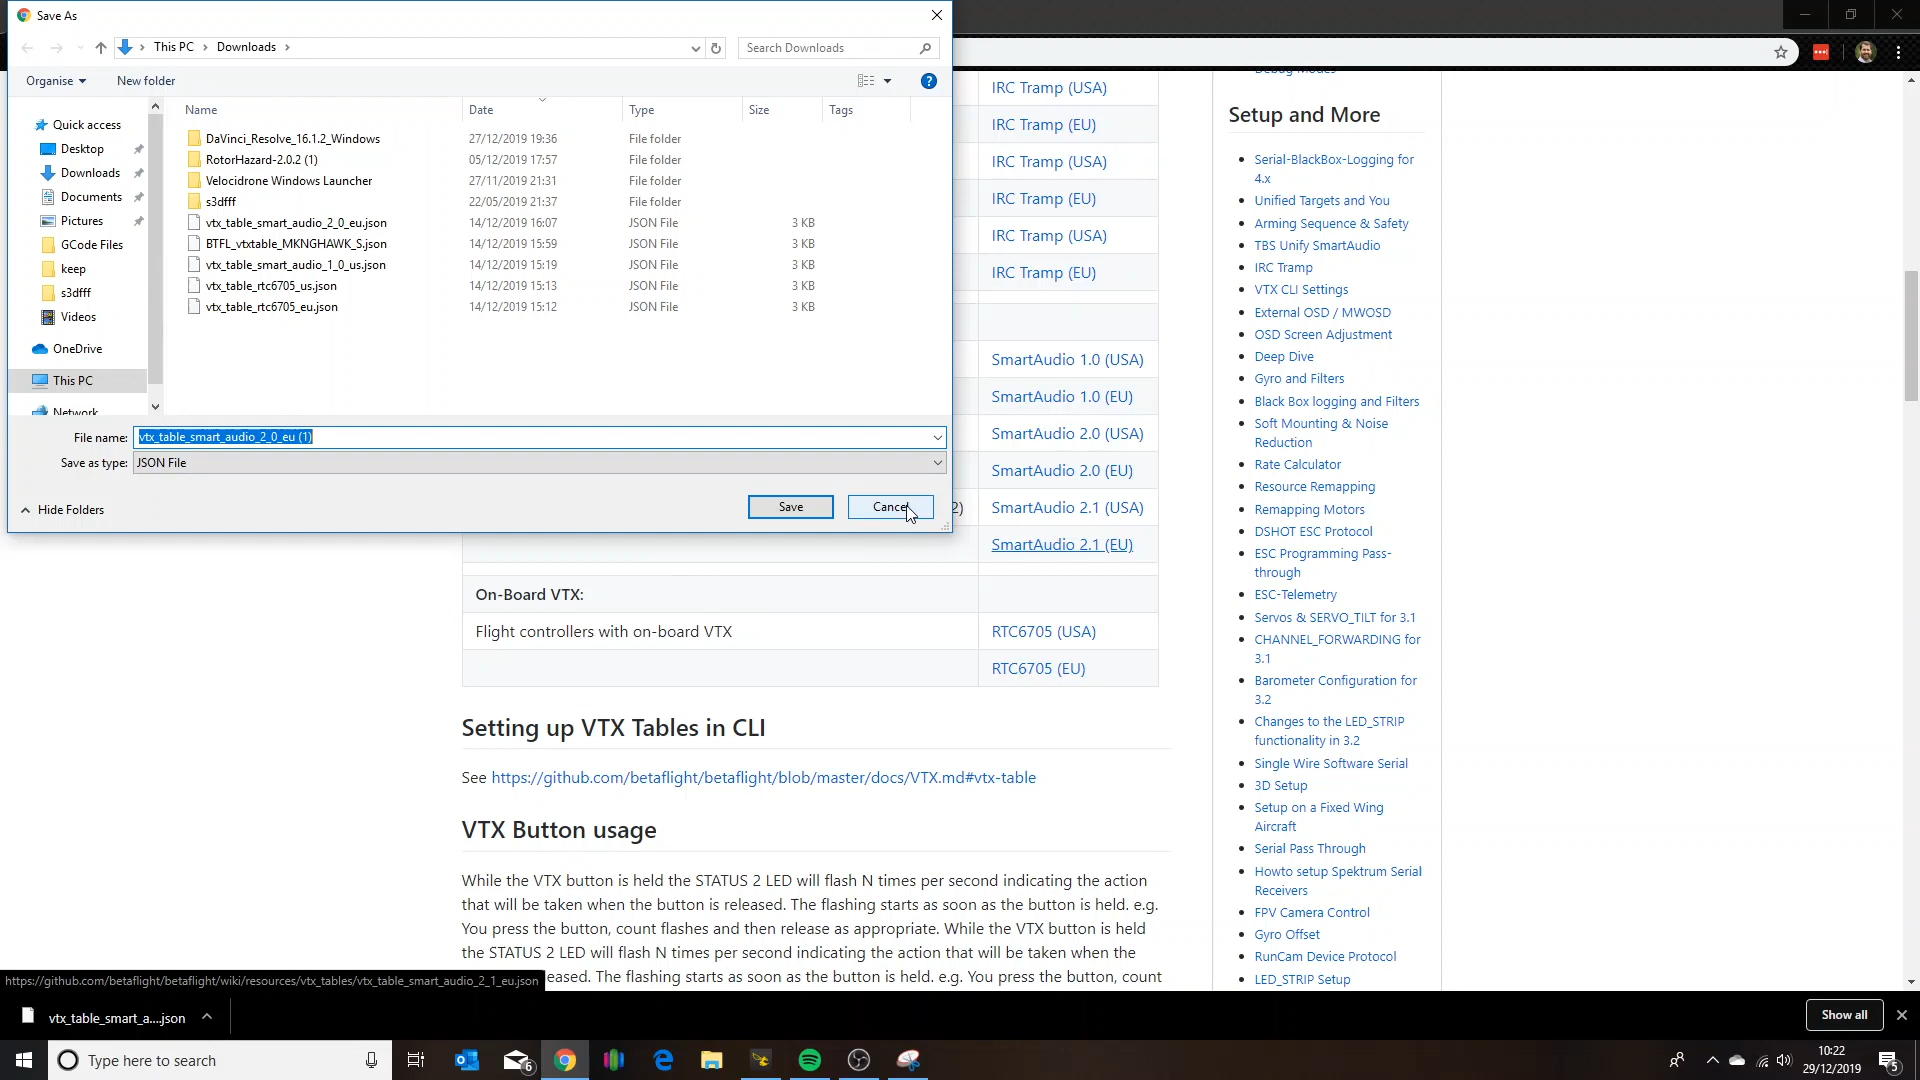 Save As
This PC > Downloads >
Search Downloads
Organise
New folder
Name
Date
Type
Size
Tags
Quick access
Desktop
Downloads
Documents
Pictures
GCode Files
keep
s3dfff
Videos
OneDrive
This PC
Network
DaVinci_Resolve_16.1.2_Windows 27/12/2019 19:36 File folder
RotorHazard-2.0.2 (1) 05/12/2019 17:57 File folder
Velocidrone Windows Launcher 27/11/2019 21:31 File folder
s3dfff 22/05/2019 21:37 File folder
vtx_table_smart_audio_2_0_eu.json 14/12/2019 16:07 JSON File 3 KB
BTFL_vtxtable_MKNGHAWK_S.json 14/12/2019 15:59 JSON File 3 KB
vtx_table_smart_audio_1_0_us.json 14/12/2019 15:19 JSON File 3 KB
vtx_table_rtc6705_us.json 14/12/2019 15:13 JSON File 3 KB
vtx_table_rtc6705_eu.json 14/12/2019 15:12 JSON File 3 KB
File name: vtx_table_smart_audio_2_0_eu (1)
Save as type: JSON File
Hide Folders
Save
Cancel
IRC Tramp (USA)
IRC Tramp (EU)
IRC Tramp (USA)
IRC Tramp (EU)
IRC Tramp (USA)
IRC Tramp (EU)
SmartAudio 1.0 (USA)
SmartAudio 1.0 (EU)
SmartAudio 2.0 (USA)
SmartAudio 2.0 (EU)
2) SmartAudio 2.1 (USA)
SmartAudio 2.1 (EU)
On-Board VTX:
Flight controllers with on-board VTX RTC6705 (USA)
RTC6705 (EU)
Setting up VTX Tables in CLI
See https://github.com/betaflight/betaflight/blob/master/docs/VTX.md#vtx-table
VTX Button usage
While the VTX button is held the STATUS 2 LED will flash N times per second indicating the action
that will be taken when the button is released. The flashing starts as soon as the button is held. e.g.
You press the button, count flashes and then release as appropriate. While the VTX button is held
the STATUS 2 LED will flash N times per second indicating the action that will be taken when the
eased. The flashing starts as soon as the button is held. e.g. You press the button, count
Debug Modes
Setup and More
Serial-BlackBox-Logging for
4.x
Unified Targets and You
Arming Sequence & Safety
TBS Unify SmartAudio
IRC Tramp
VTX CLI Settings
External OSD / MWOSD
OSD Screen Adjustment
Deep Dive
Gyro and Filters
Black Box logging and Filters
Soft Mounting & Noise
Reduction
Rate Calculator
Resource Remapping
Remapping Motors
DSHOT ESC Protocol
ESC Programming Pass-
through
ESC-Telemetry
Servos & SERVO_TILT for 3.1
CHANNEL_FORWARDING for
3.1
Barometer Configuration for
3.2
Changes to the LED_STRIP
functionality in 3.2
Single Wire Software Serial
3D Setup
Setup on a Fixed Wing
Aircraft
Serial Pass Through
Howto setup Spektrum Serial
Receivers
FPV Camera Control
Gyro Offset
RunCam Device Protocol
LED_STRIP Setup
https://github.com/betaflight/betaflight/wiki/resources/vtx_tables/vtx_table_smart_audio_2_1_eu.json
vtx_table_smart_a....json
Show all
Type here to search
6
10:22
29/12/2019
5